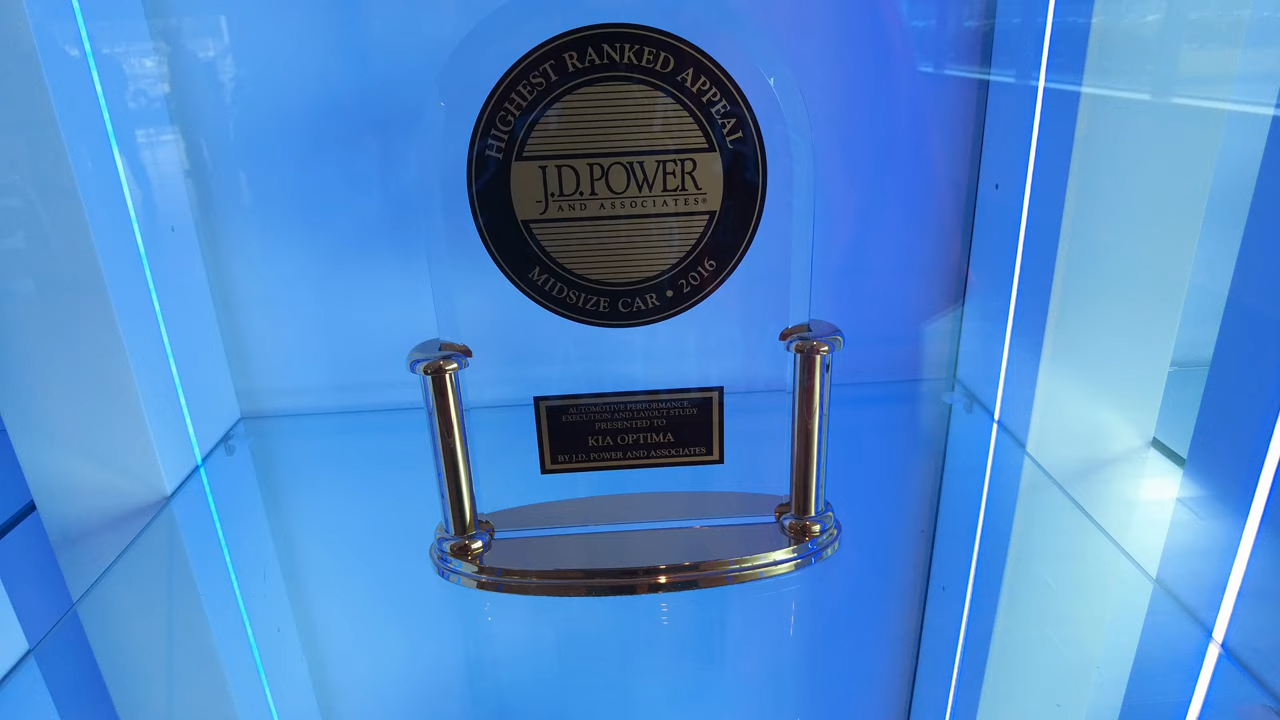 HIGHEST RANKED APPEAL
J.D. POWER
AND ASSOCIATES®
MIDSIZE CAR • 2016
AUTOMOTIVE PERFORMANCE,
EXECUTION AND LAYOUT STUDY
PRESENTED TO
KIA OPTIMA
BY J.D. POWER AND ASSOCIATES